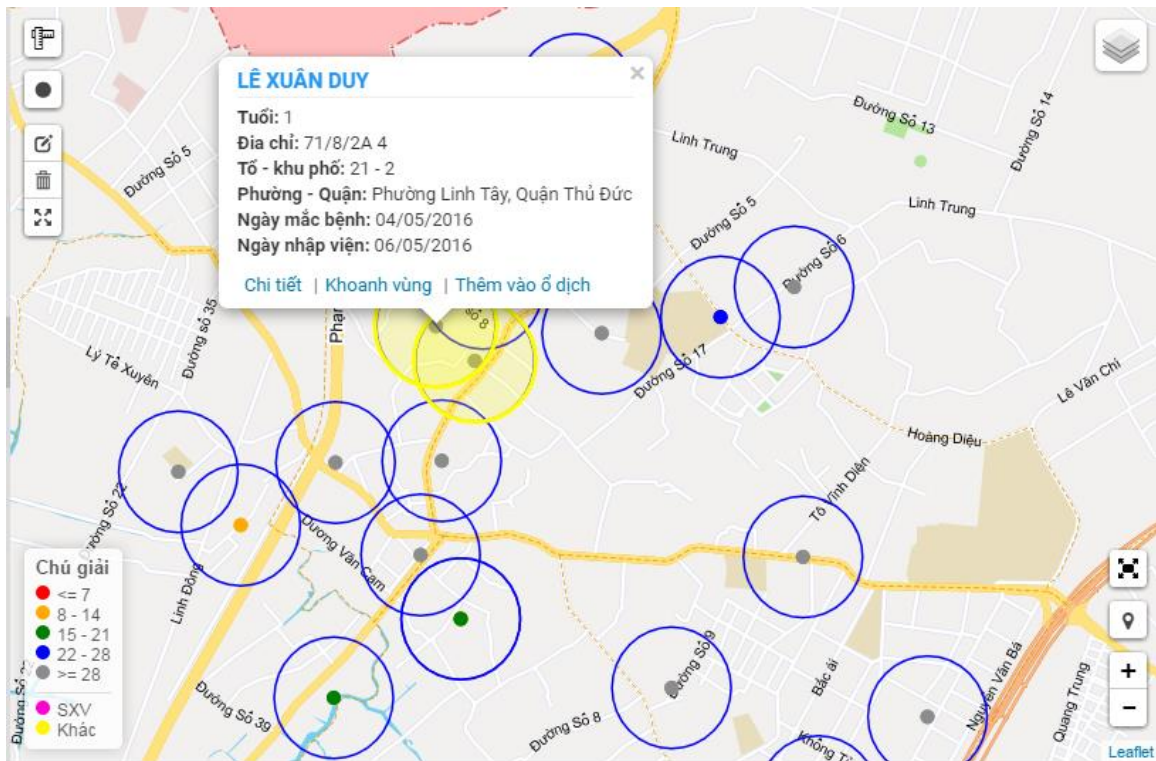 LÊ XUÂN DUY
×
Tuổi: 1
Đia chỉ: 71/8/2A 4
Tổ - khu phố: 21 - 2
Phường - Quận: Phường Linh Tây, Quận Thủ Đức
Ngày mắc bệnh: 04/05/2016
Ngày nhập viện: 06/05/2016
Chi tiết | Khoanh vùng | Thêm vào ổ dịch
Đường Số 13
Đường Số 14
Linh Trung
Đường Số 5
Linh Trung
Đường Số 5
Đường Số 6
Đường số 35
Phạ
Số 8
Lý Tế Xuyên
Đường Số 17
Lê Văn Chí
Hoàng Diệu
Tô Vĩnh Diện
Đường Số 22
Dương Văn Cam
Linh Đông
Đường Số 9
Bắc ái
Nguyễn Văn Bá
Quang Trung
Đường Số 39
Đường Số 8
Khổng T
Chú giải
<= 7
8 - 14
15 - 21
22 - 28
>= 28
SXV
Khác
+
−
Leaflet